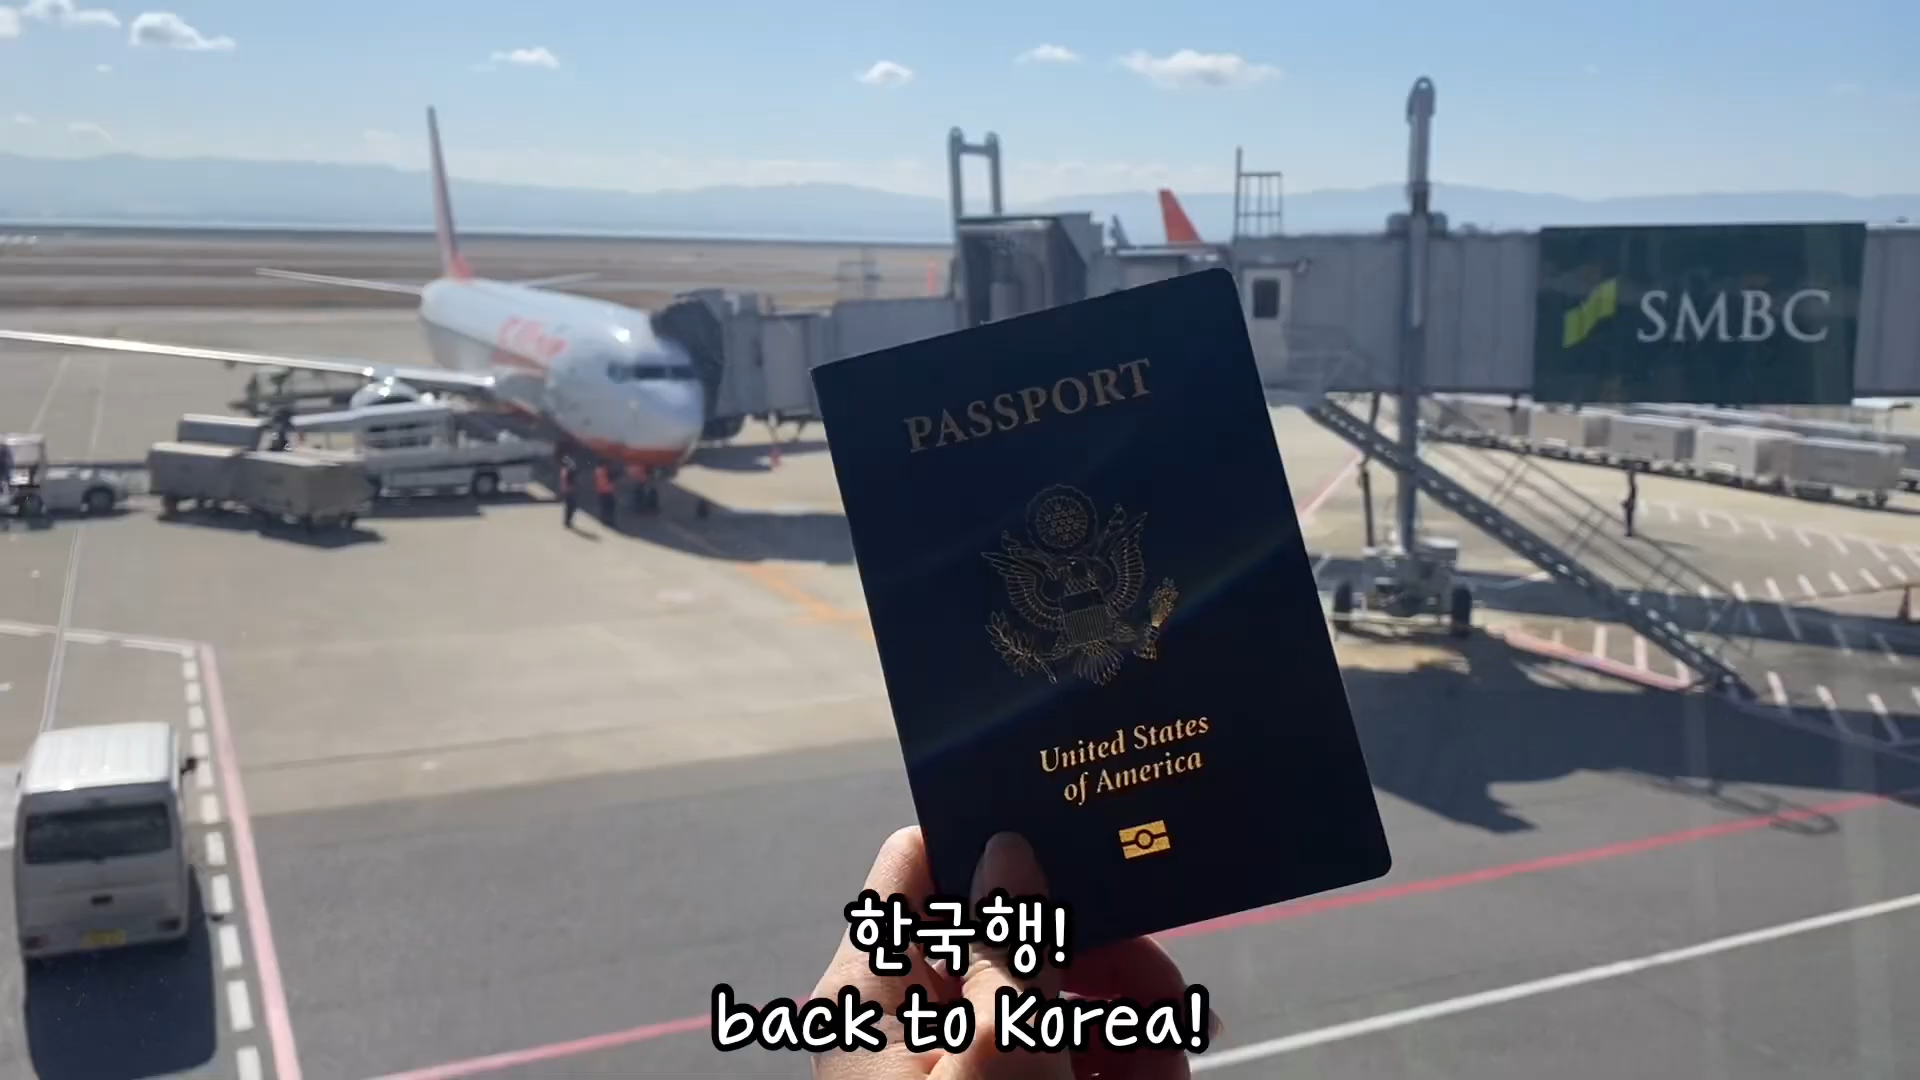 SMBC
PASSPORT
United States
of America
한국행!
back to Korea!